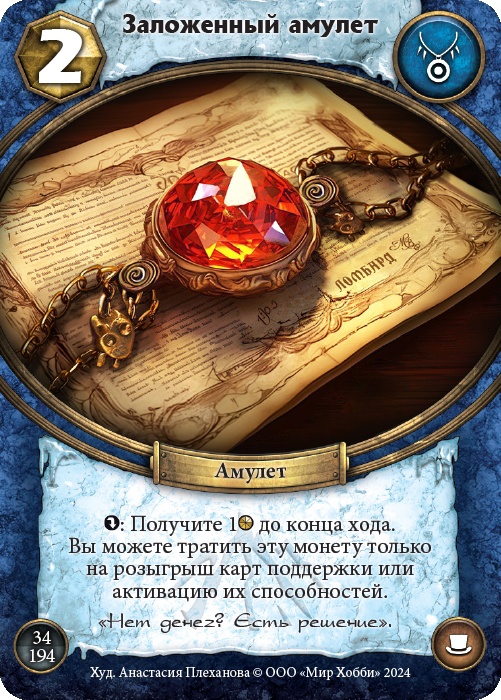 2
Заложенный амулет
Ломбард
Амулет
: Получите 1 до конца хода.
Вы можете тратить эту монету только
на розыгрыш карт поддержки или
активацию их способностей.
«Нет денег? Есть решение».
34
194
Худ. Анастасия Плеханова © ООО «Мир Хобби» 2024